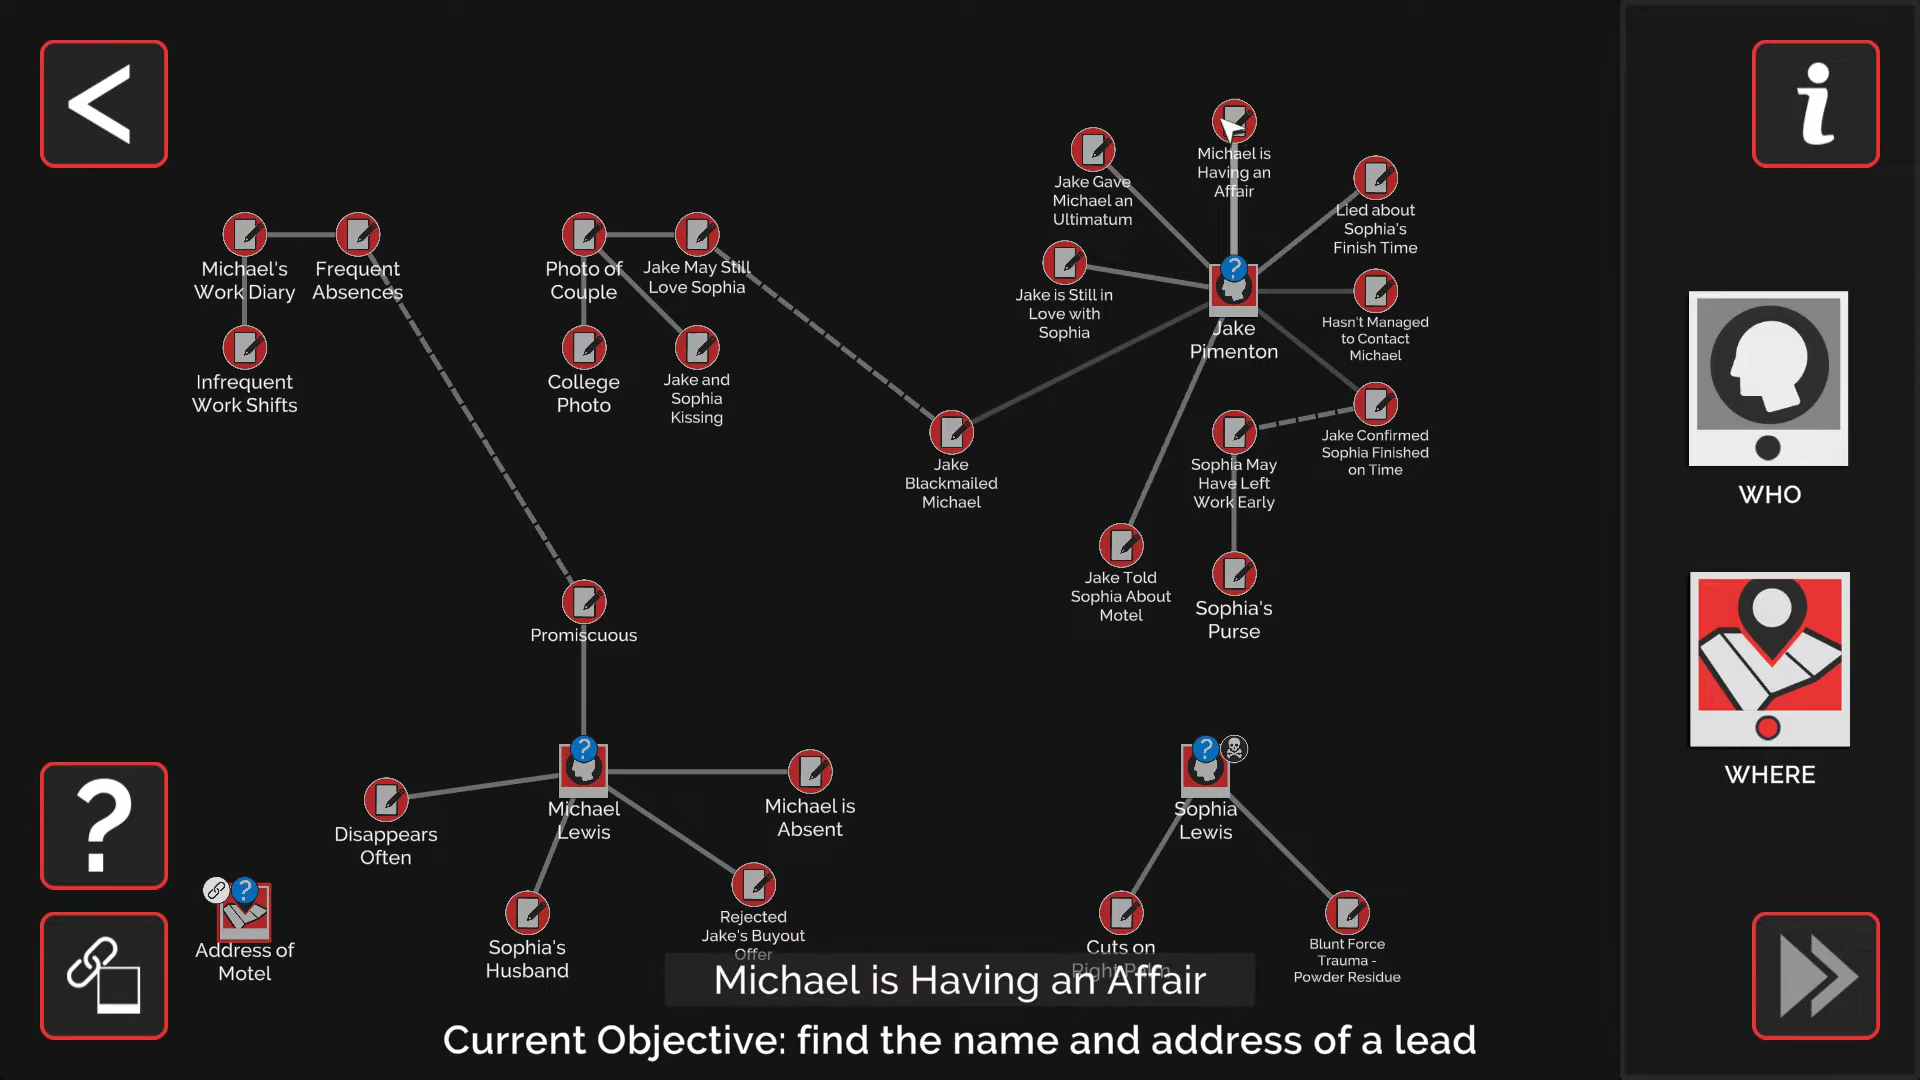 Michael is
Having an
Affair
Jake Gave
Michael an
Ultimatum
Lied about
Sophia's
Finish Time
Michael's
Work Diary
Frequent
Absences
Photo of
Couple
Jake May Still
Love Sophia
Jake is Still in
Love with
Sophia
Jake
Pimenton
Hasn't Managed
to Contact
Michael
Infrequent
Work Shifts
College
Photo
Jake and
Sophia
Kissing
Jake
Blackmailed
Michael
Sophia May
Have Left
Work Early
Jake Confirmed
Sophia Finished
on Time
WHO
Jake Told
Sophia About
Motel
Sophia's
Purse
Promiscuous
WHERE
Michael
Lewis
Michael is
Absent
Sophia
Lewis
Disappears
Often
Address of
Motel
Sophia's
Husband
Rejected
Jake's Buyout
Offer
Cuts on
Right Palm
Blunt Force
Trauma -
Powder Residue
Michael is Having an Affair
Current Objective: find the name and address of a lead